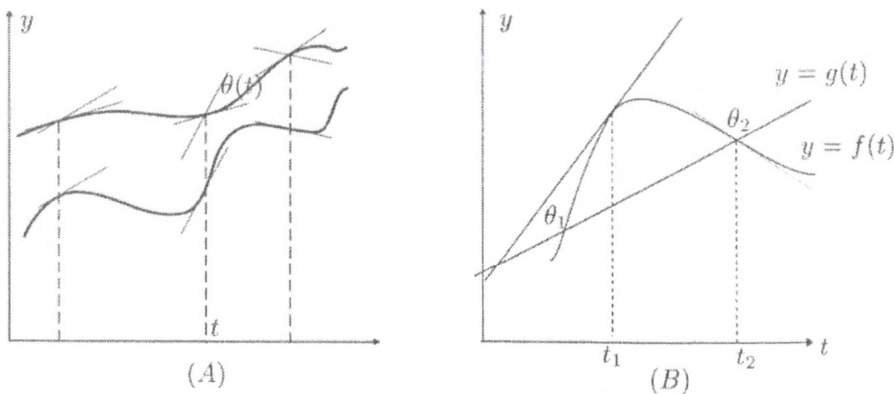 y
θ(t)
t
(A)
y
y = g(t)
θ₂
y = f(t)
θ₁
t₁
t₂
t
(B)